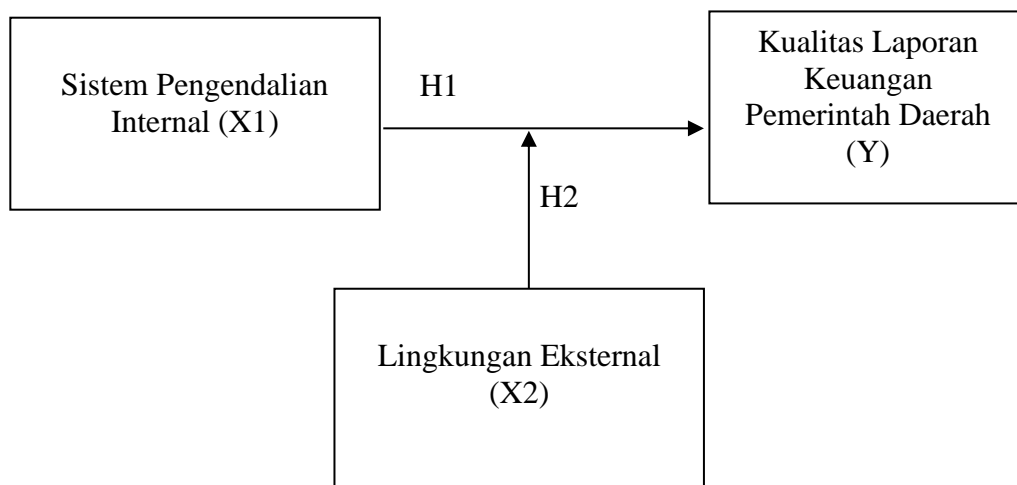 Sistem Pengendalian
Internal (X1)
H1
Kualitas Laporan
Keuangan
Pemerintah Daerah
(Y)
H2
Lingkungan Eksternal
(X2)